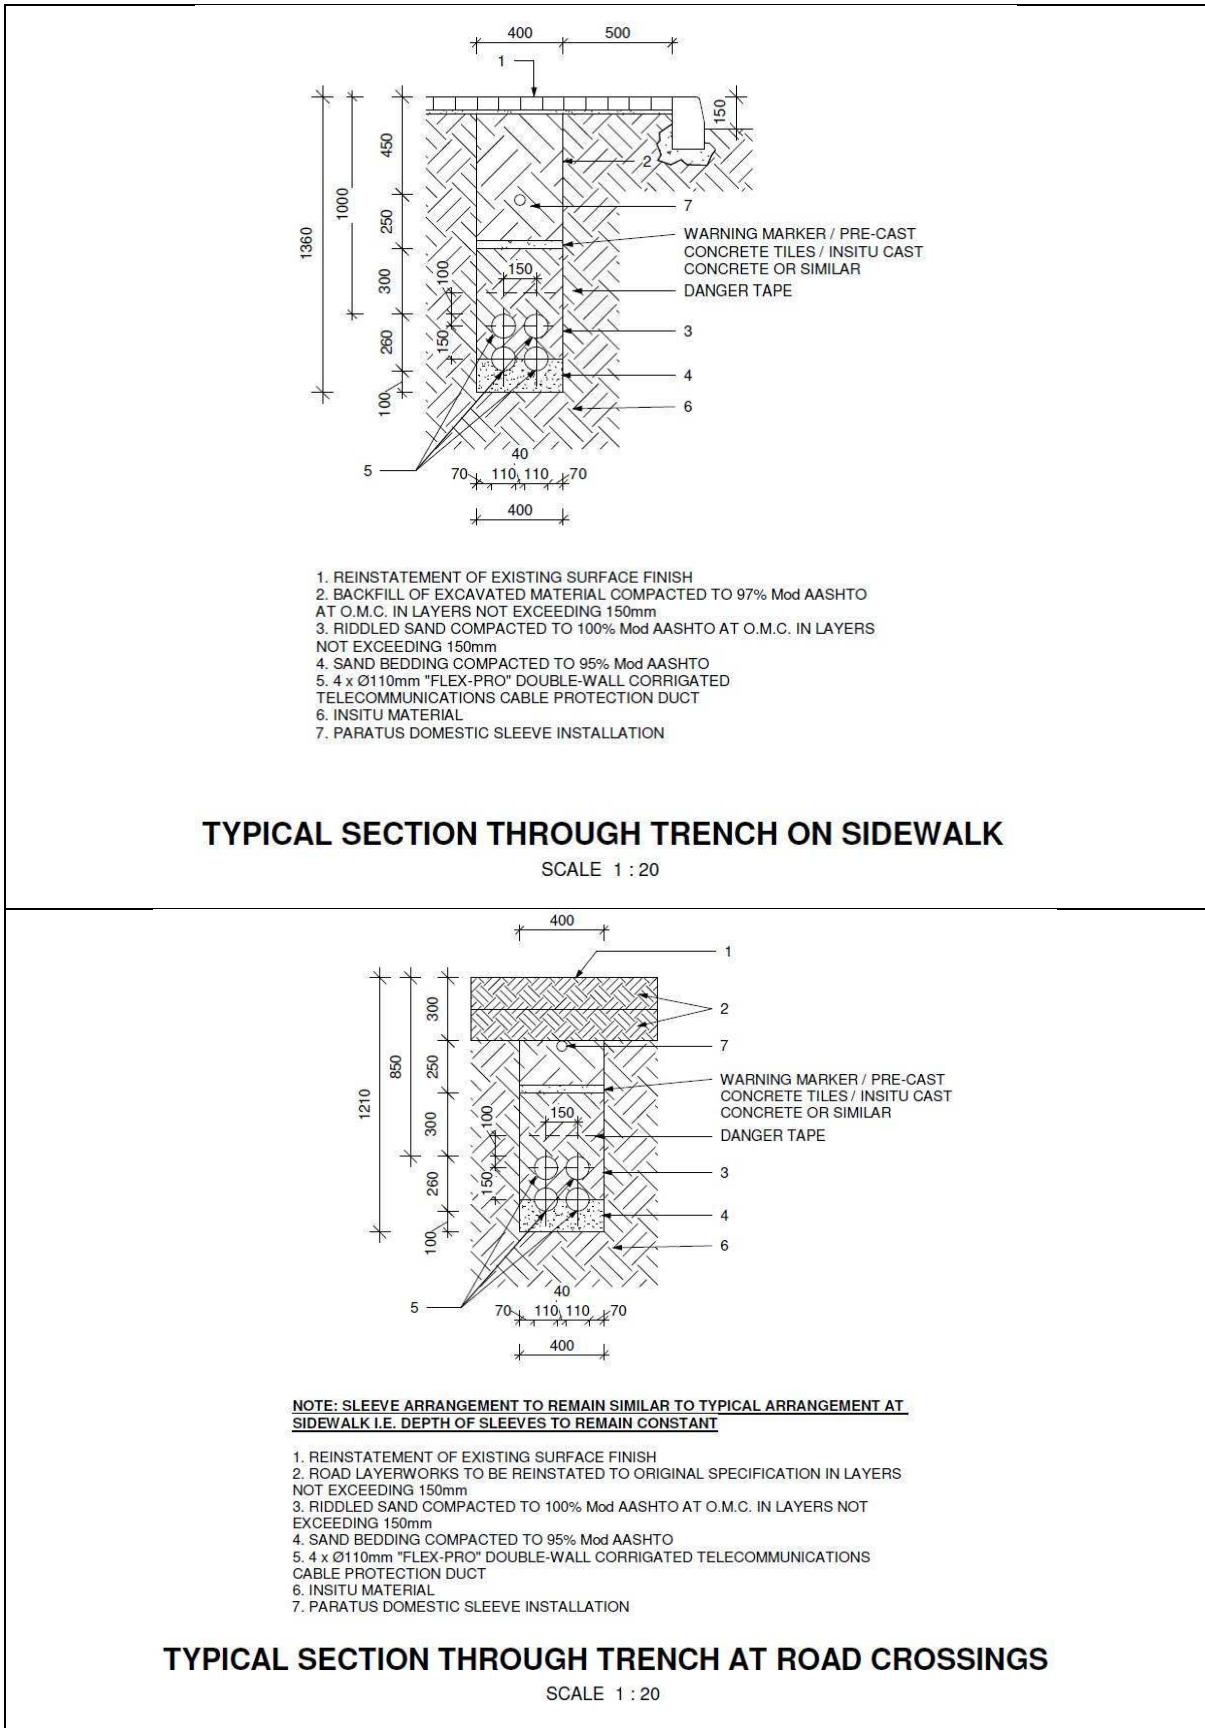 400
500
1
150
450
1000
2
250
7
1360
WARNING MARKER / PRE-CAST
CONCRETE TILES / INSITU CAST
CONCRETE OR SIMILAR
100
150
300
DANGER TAPE
3
260
150
4
100
6
40
5
70
110
110
70
400
1. REINSTATEMENT OF EXISTING SURFACE FINISH
2. BACKFILL OF EXCAVATED MATERIAL COMPACTED TO 97% Mod AASHTO
AT O.M.C. IN LAYERS NOT EXCEEDING 150mm
3. RIDDLED SAND COMPACTED TO 100% Mod AASHTO AT O.M.C. IN LAYERS
NOT EXCEEDING 150mm
4. SAND BEDDING COMPACTED TO 95% Mod AASHTO
5. 4 x Ø110mm "FLEX-PRO" DOUBLE-WALL CORRIGATED
TELECOMMUNICATIONS CABLE PROTECTION DUCT
6. INSITU MATERIAL
7. PARATUS DOMESTIC SLEEVE INSTALLATION
TYPICAL SECTION THROUGH TRENCH ON SIDEWALK
SCALE 1 : 20
400
1
300
2
7
850
250
1210
WARNING MARKER / PRE-CAST
CONCRETE TILES / INSITU CAST
CONCRETE OR SIMILAR
100
150
300
DANGER TAPE
3
260
150
4
100
6
40
5
70
110
110
70
400
NOTE: SLEEVE ARRANGEMENT TO REMAIN SIMILAR TO TYPICAL ARRANGEMENT AT
SIDEWALK I.E. DEPTH OF SLEEVES TO REMAIN CONSTANT
1. REINSTATEMENT OF EXISTING SURFACE FINISH
2. ROAD LAYERWORKS TO BE REINSTATED TO ORIGINAL SPECIFICATION IN LAYERS
NOT EXCEEDING 150mm
3. RIDDLED SAND COMPACTED TO 100% Mod AASHTO AT O.M.C. IN LAYERS NOT
EXCEEDING 150mm
4. SAND BEDDING COMPACTED TO 95% Mod AASHTO
5. 4 x Ø110mm "FLEX-PRO" DOUBLE-WALL CORRIGATED TELECOMMUNICATIONS
CABLE PROTECTION DUCT
6. INSITU MATERIAL
7. PARATUS DOMESTIC SLEEVE INSTALLATION
TYPICAL SECTION THROUGH TRENCH AT ROAD CROSSINGS
SCALE 1 : 20